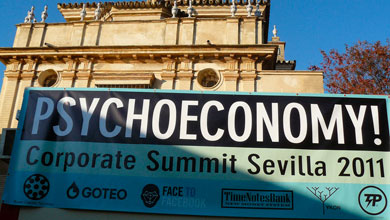 PSYCHOECONOMY!
Corporate Summit Sevilla 2011
GOTEO
FACE TO
FACEBOOK
TimeNotesBank